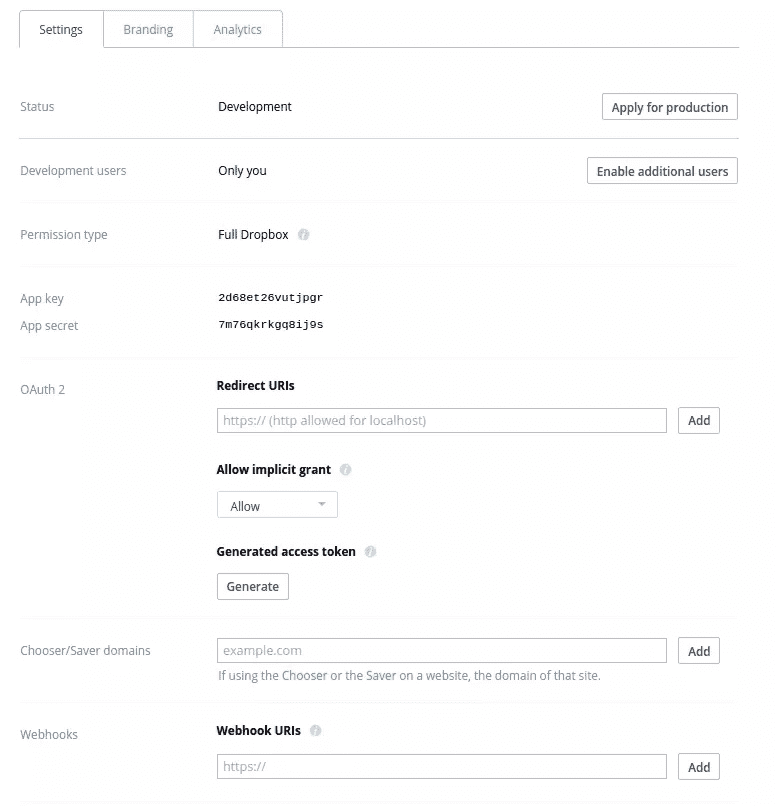 Settings Branding Analytics
Status Development Apply for production
Development users Only you Enable additional users
Permission type Full Dropbox i
App key 2d68et26vutjpgr
App secret 7m76qkrkgq8ij9s
OAuth 2 Redirect URIs
https:// (http allowed for localhost) Add
Allow implicit grant i
Allow
Generated access token i
Generate
Chooser/Saver domains example.com Add
If using the Chooser or the Saver on a website, the domain of that site.
Webhooks Webhook URIs i
https:// Add